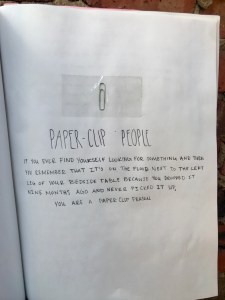 PAPER-CLIP PEOPLE
IF YOU EVER FIND YOURSELF LOOKING FOR SOMETHING AND THEN
YOU REMEMBER THAT IT'S ON THE FLOOR NEXT TO THE LEFT
LEG OF YOUR BEDSIDE TABLE BECAUSE YOU DROPPED IT
NINE MONTHS AGO AND NEVER PICKED IT UP,
YOU ARE A PAPER CLIP PERSON